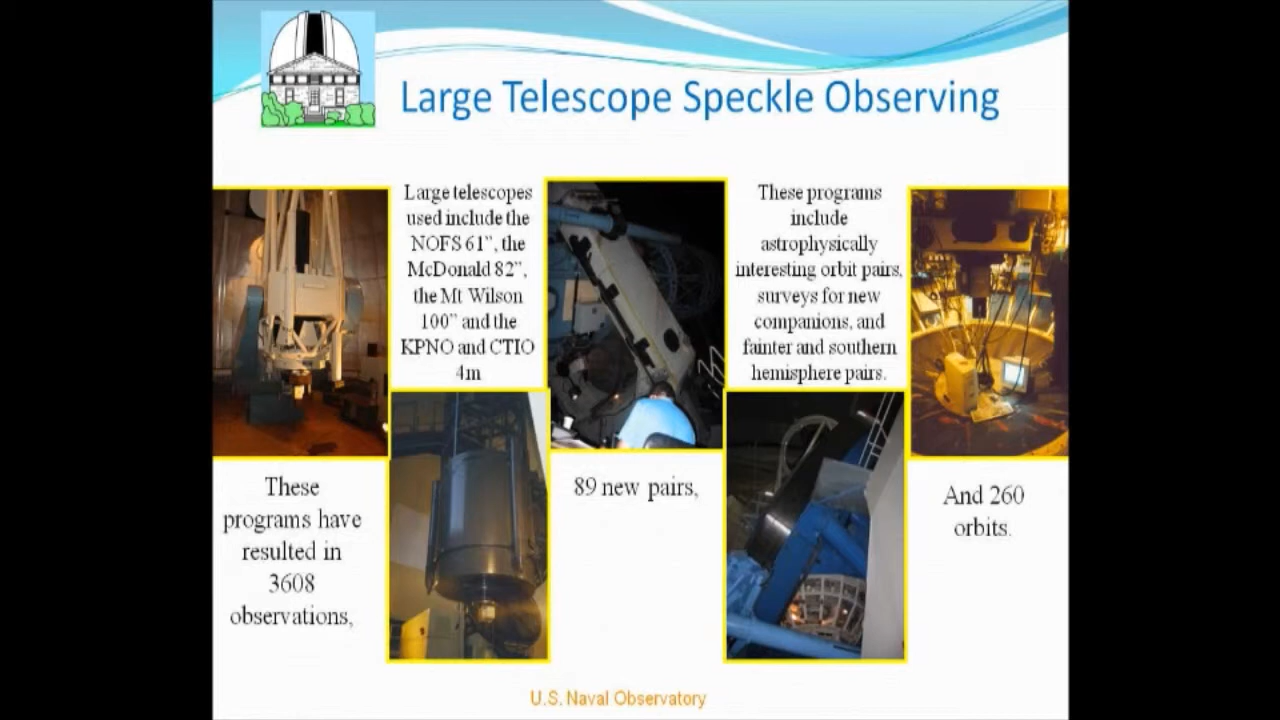 Large Telescope Speckle Observing
Large telescopes
used include the
NOFS 61”, the
McDonald 82”,
the Mt Wilson
100” and the
KPNO and CTIO
4m
These programs
include
astrophysically
interesting orbit pairs,
surveys for new
companions, and
fainter and southern
hemisphere pairs.
These
programs have
resulted in
3608
observations,
89 new pairs,
And 260
orbits.
U.S. Naval Observatory